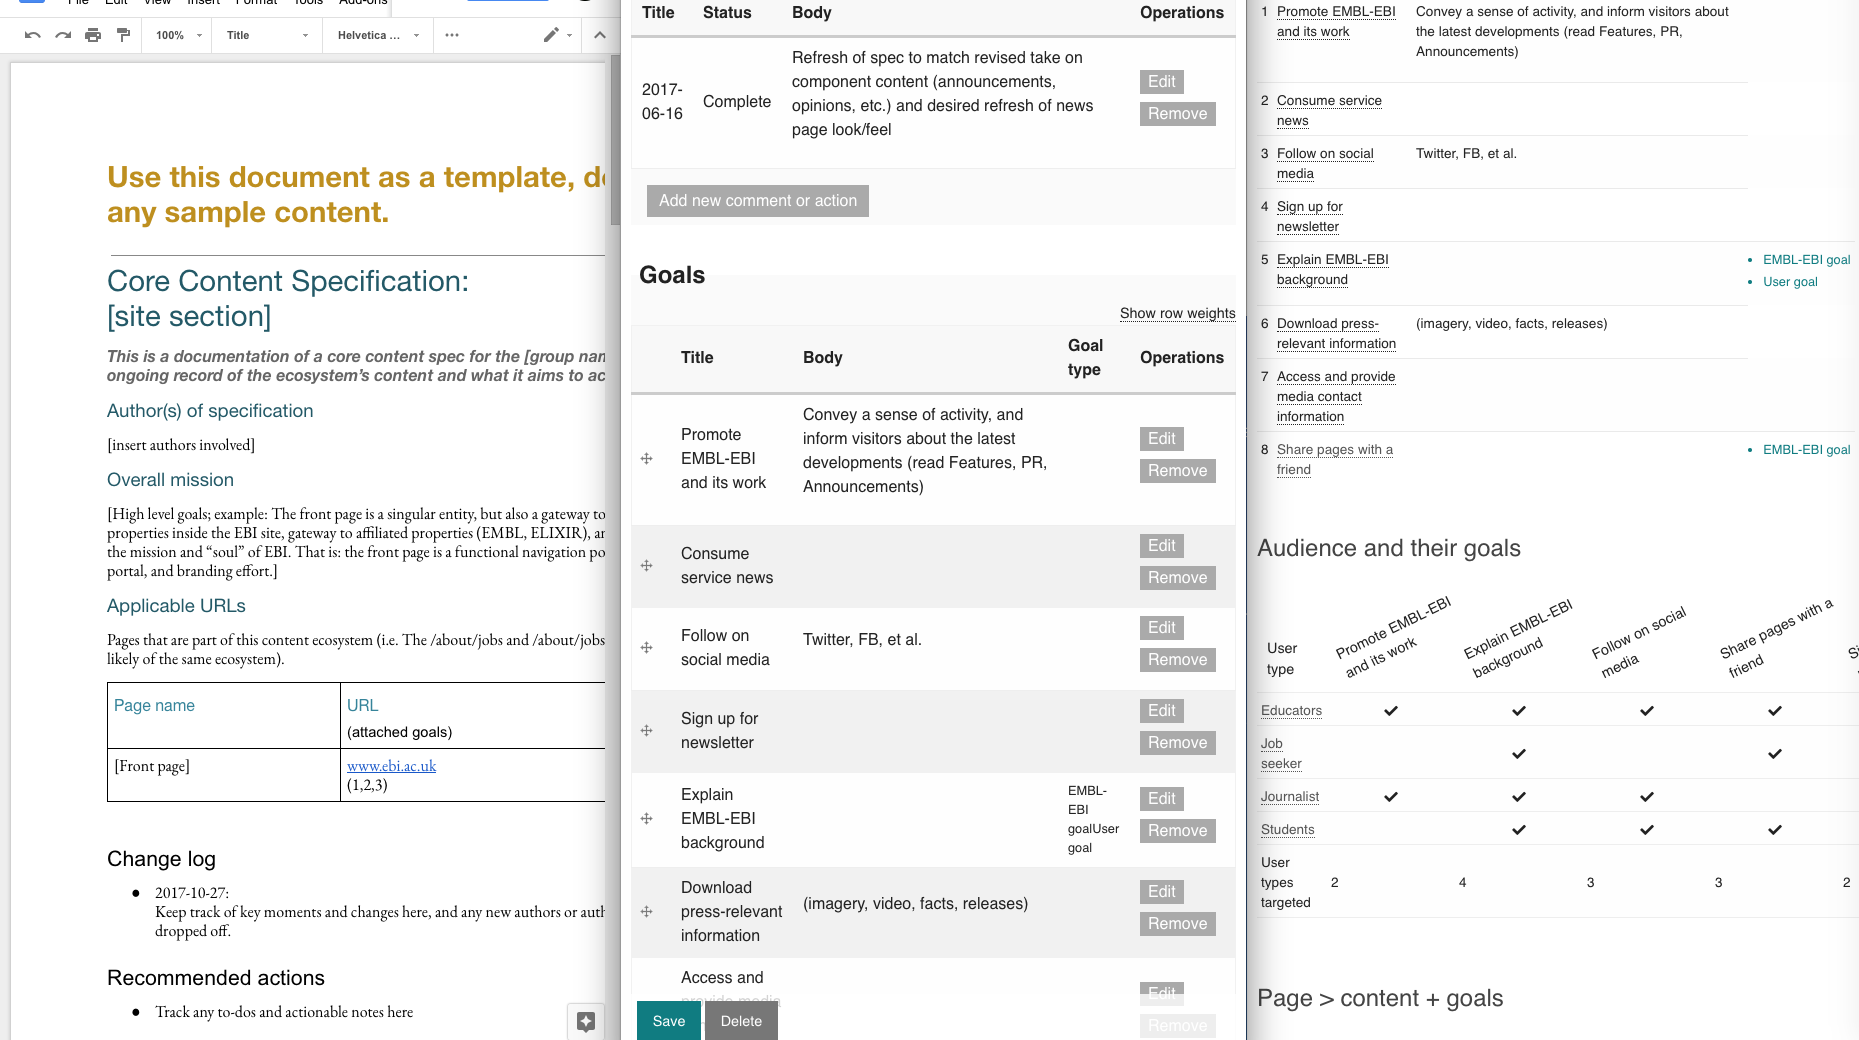 File Edit View Insert Format Tools Add-ons
100% Title Helvetica ...
Use this document as a template, d
any sample content.
Core Content Specification:
[site section]
This is a documentation of a core content spec for the [group
ongoing record of the ecosystem's content and what it aims to
Author(s) of specification
[insert authors involved]
Overall mission
[High level goals; example: The front page is a singular entity, but also a gateway to
properties inside the EBI site, gateway to affiliated properties (EMBL, ELIXIR),
the mission and “soul” of EBI. That is: the front page is a functional navigation
portal, and branding effort.]
Applicable URLs
Pages that are part of this content ecosystem (i.e. The /about/jobs and /about/jobs
likely of the same ecosystem).
Page name
URL
(attached goals)
[Front page]
www.ebi.ac.uk
(1,2,3)
Change log
● 2017-10-27:
Keep track of key moments and changes here, and any new authors or
dropped off.
Recommended actions
● Track any to-dos and actionable notes here
Title Status Body Operations
2017-
06-16
Complete
Refresh of spec to match revised take on
component content (announcements,
opinions, etc.) and desired refresh of news
page look/feel
Edit
Remove
Add new comment or action
Goals
Show row weights
Title
Body
Goal
type
Operations
Promote
EMBL-EBI
and its work
Convey a sense of activity, and
inform visitors about the latest
developments (read Features, PR,
Announcements)
Edit
Remove
Consume
service news
Edit
Remove
Follow on
social media
Twitter, FB, et al.
Edit
Remove
Sign up for
newsletter
Edit
Remove
Explain
EMBL-EBI
background
EMBL-
EBI
goalUser
goal
Edit
Remove
Download
press-relevant
information
(imagery, video, facts, releases)
Edit
Remove
Access and
provide media
Edit
Remove
Save
Delete
1 Promote EMBL-EBI
and its work
Convey a sense of activity, and inform visitors about
the latest developments (read Features, PR,
Announcements)
2 Consume service
news
3 Follow on social
media
Twitter, FB, et al.
4 Sign up for
newsletter
5 Explain EMBL-EBI
background
• EMBL-EBI goal
• User goal
6 Download press-
relevant information
(imagery, video, facts, releases)
7 Access and provide
media contact
information
8 Share pages with a
friend
• EMBL-EBI goal
Audience and their goals
User
type
Promote EMBL-EBI
and its work
Explain EMBL-EBI
background
Follow on social
media
Share pages with a
friend
Educators
Job
seeker
Journalist
Students
User
types
targeted
2 4 3 3 2
Page > content + goals